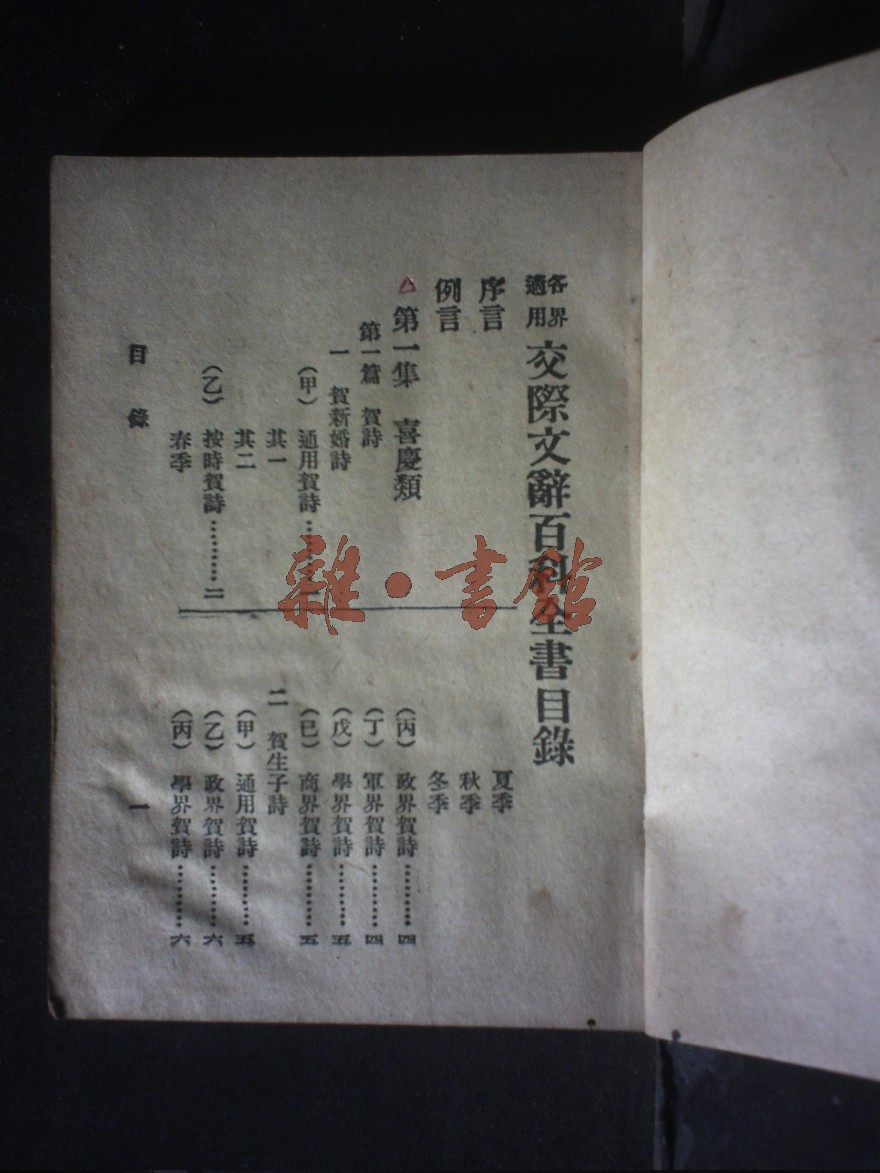 各界適用 交際文辭百科全書目錄
序言
例言
第一集 喜慶類
第一篇 賀詩
一 賀新婚詩
（甲） 通用賀詩………
其一
其二
（乙） 按時賀詩………二
春季
夏季
秋季
冬季
（丙） 政界賀詩………四
（丁） 軍界賀詩………四
（戊） 學界賀詩………五
（已） 商界賀詩………五
二 賀生子詩
（甲） 通用賀詩………五
（乙） 政界賀詩………六
（丙） 學界賀詩………六
目錄 一
雜·書館